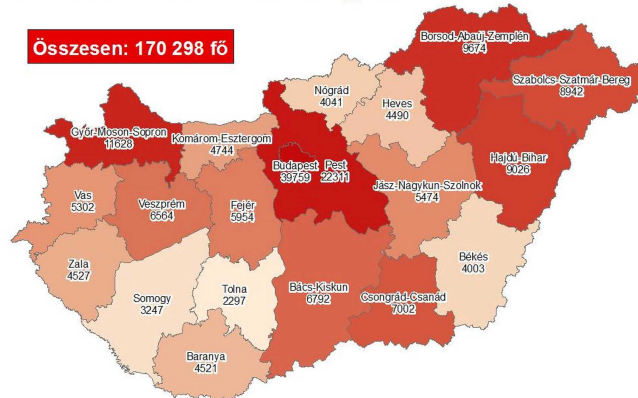 Összesen: 170 298 fő
Borsod-Abaúj-Zemplén
9674
Szabolcs-Szatmár-Bereg
8942
Nógrád
4041
Heves
4490
Győr-Moson-Sopron
11628
Komárom-Esztergom
4744
Budapest
39759
Pest
22311
Hajdú-Bihar
9026
Jász-Nagykun-Szolnok
5474
Vas
5302
Veszprém
6564
Fejér
5954
Zala
4527
Somogy
3247
Tolna
2297
Bács-Kiskun
6792
Csongrád-Csanád
7002
Békés
4003
Baranya
4521